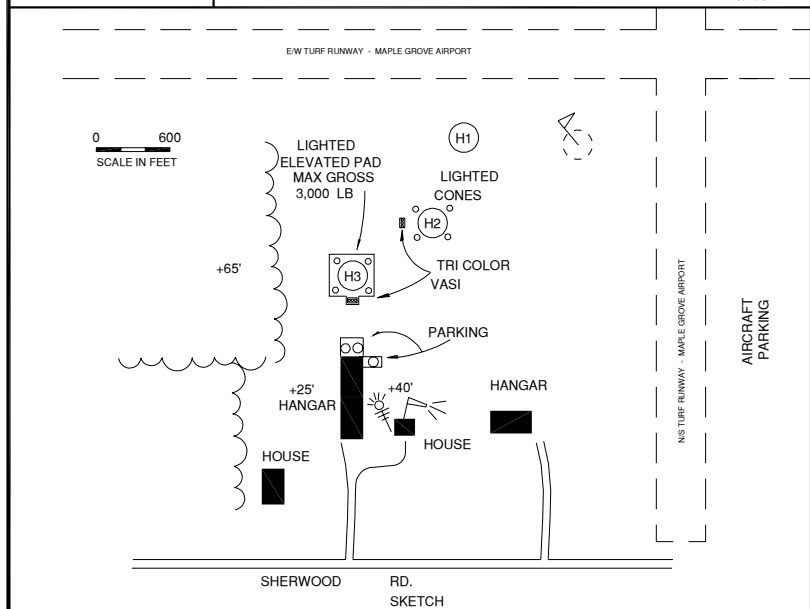 E/W TURF RUNWAY - MAPLE GROVE AIRPORT
0 600
SCALE IN FEET
LIGHTED
ELEVATED PAD
MAX GROSS
3,000 LB
H1
LIGHTED
CONES
H2
H3
TRI COLOR
VASI
+65'
PARKING
+25'
HANGAR
+40'
HANGAR
HOUSE
HOUSE
N/S TURF RUNWAY - MAPLE GROVE AIRPORT
AIRCRAFT
PARKING
SHERWOOD RD.
SKETCH